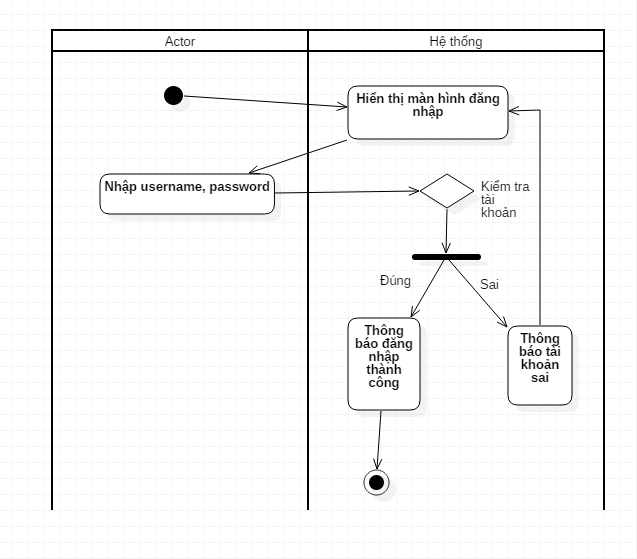 Actor
Hệ thống
Hiển thị màn hình đăng
nhập
Nhập username, password
Kiểm tra
tài
khoản
Đúng
Sai
Thông
báo đăng
nhập
thành
công
Thông
báo tài
khoản
sai